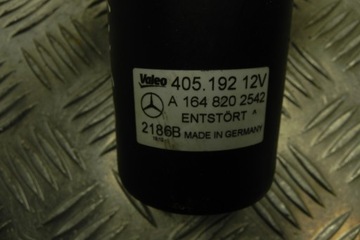 Valeo 405.192 12V
A 164 820 2542
ENTSTÖRT ^
2186B MADE IN GERMANY